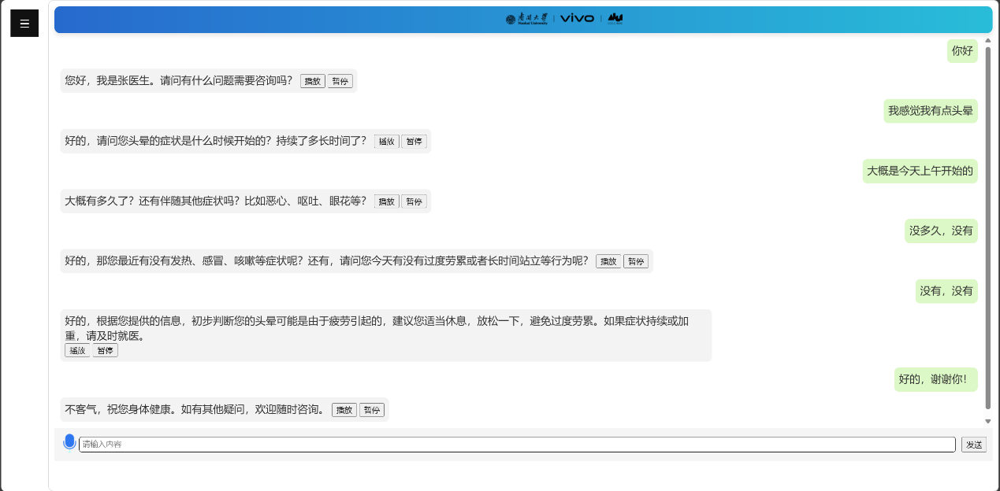 南开大学
Nankai University
vivo
你好
您好，我是张医生。请问有什么问题需要咨询吗？ 播放 暂停
我感觉我有点头晕
好的，请问您头晕的症状是什么时候开始的？持续了多长时间了？ 播放 暂停
大概是今天上午开始的
大概有多久了？还有伴随其他症状吗？比如恶心、呕吐、眼花等？ 播放 暂停
没多久，没有
好的，那您最近有没有发热、感冒、咳嗽等症状呢？还有，请问您今天有没有过度劳累或者长时间站立等行为呢？ 播放 暂停
没有，没有
好的，根据您提供的信息，初步判断您的头晕可能是由于疲劳引起的，建议您适当休息，放松一下，避免过度劳累。如果症状持续或加
重，请及时就医。
播放 暂停
好的，谢谢你！
不客气，祝您身体健康。如有其他疑问，欢迎随时咨询。 播放 暂停
请输入内容
发送